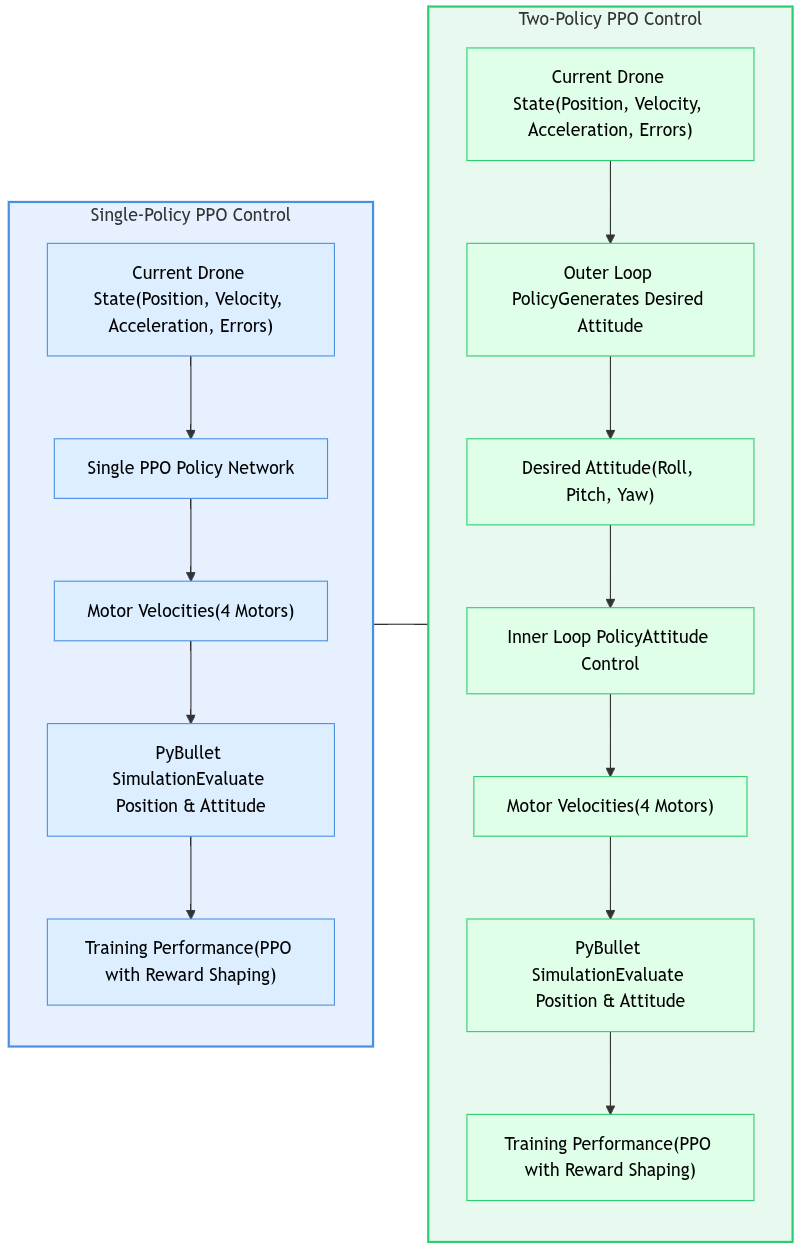 Single-Policy PPO Control
Current Drone
State(Position, Velocity,
Acceleration, Errors)
Single PPO Policy Network
Motor Velocities(4 Motors)
PyBullet
SimulationEvaluate
Position & Attitude
Training Performance(PPO
with Reward Shaping)
Two-Policy PPO Control
Current Drone
State(Position, Velocity,
Acceleration, Errors)
Outer Loop
PolicyGenerates Desired
Attitude
Desired Attitude(Roll,
Pitch, Yaw)
Inner Loop PolicyAttitude
Control
Motor Velocities(4 Motors)
PyBullet
SimulationEvaluate
Position & Attitude
Training Performance(PPO
with Reward Shaping)